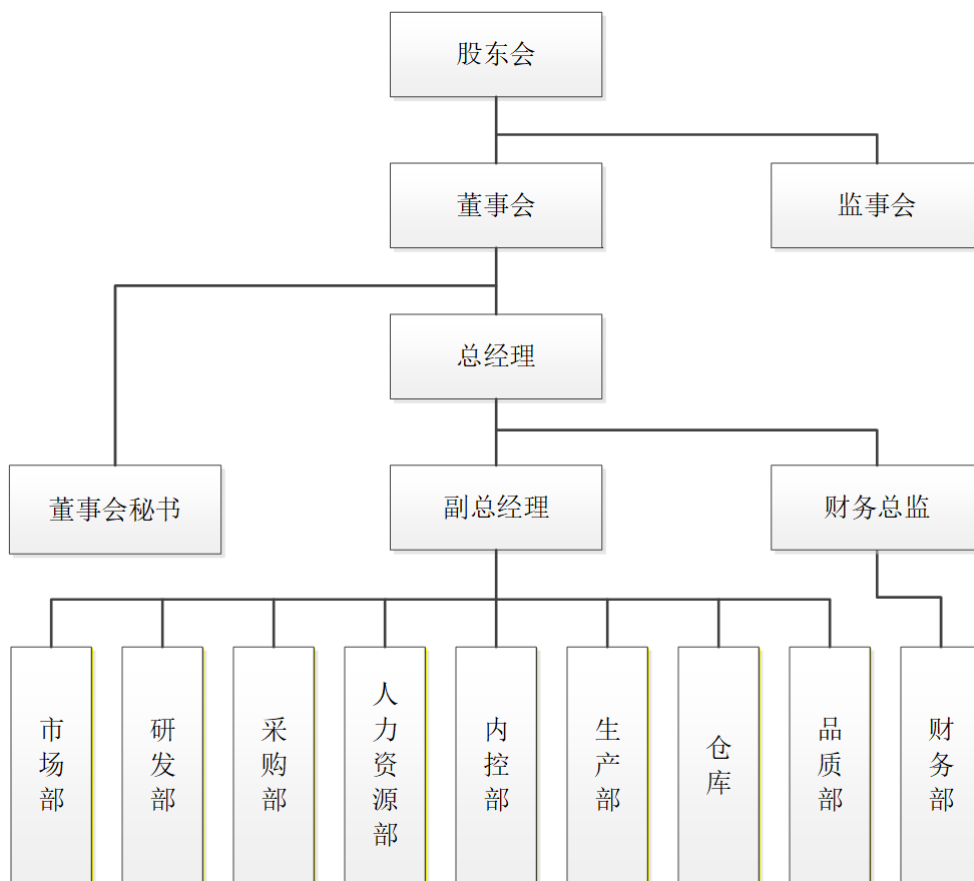 股东会
董事会
监事会
总经理
董事会秘书
副总经理
财务总监
市场部
研发部
采购部
人力资源部
内控部
生产部
仓库
品质部
财务部